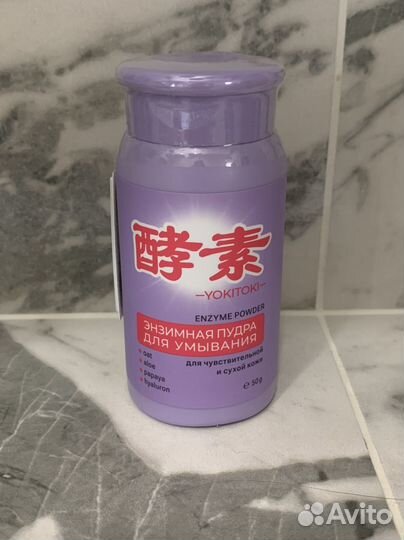 酵素
—YOKITOKI—
ENZYME POWDER
ЭНЗИМНАЯ ПУДРА
ДЛЯ УМЫВАНИЯ
для чувствительной
и сухой кожи
• oat
• aloe
• papaya
• hyaluron
℮ 50 g
Avito